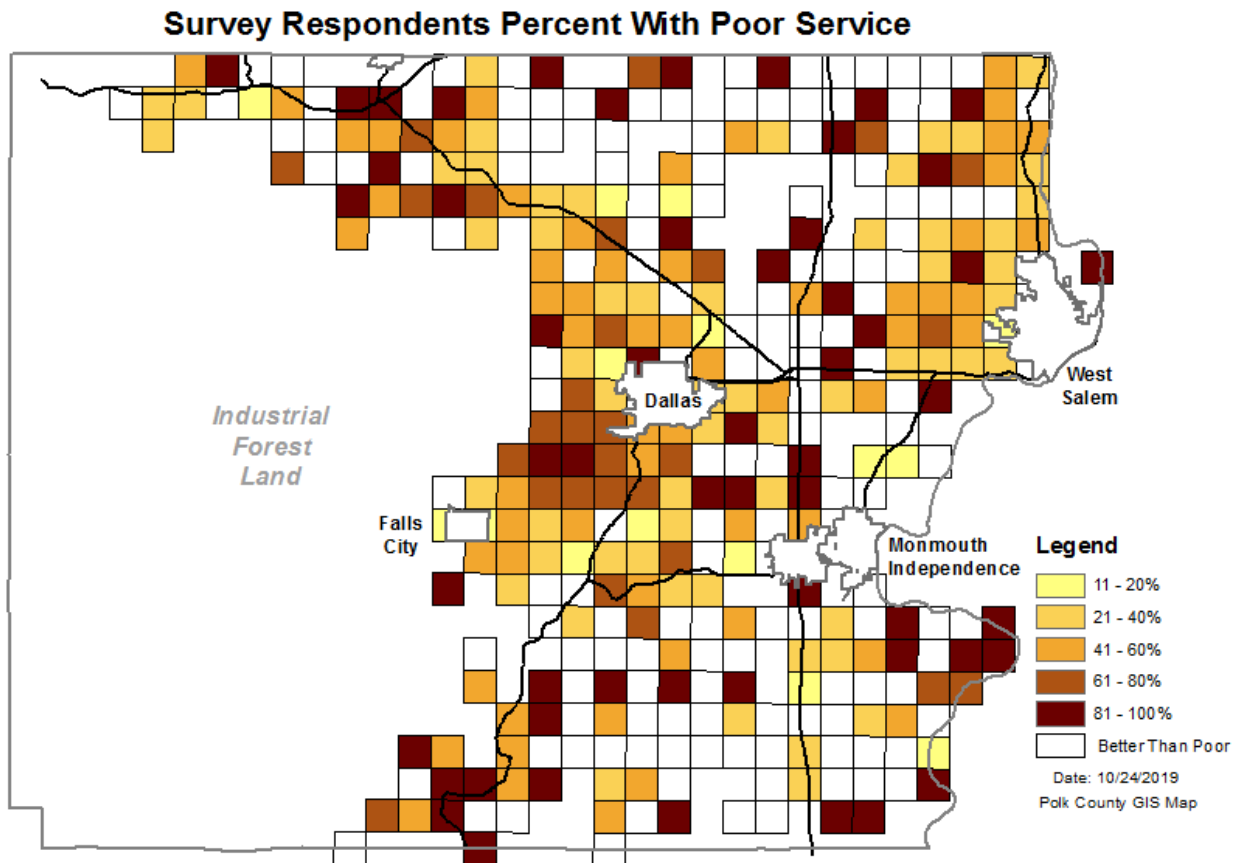 Survey Respondents Percent With Poor Service
Industrial
Forest
Land
Dallas
West
Salem
Falls
City
Monmouth
Independence
Legend
11 - 20%
21 - 40%
41 - 60%
61 - 80%
81 - 100%
Better Than Poor
Date: 10/24/2019
Polk County GIS Map